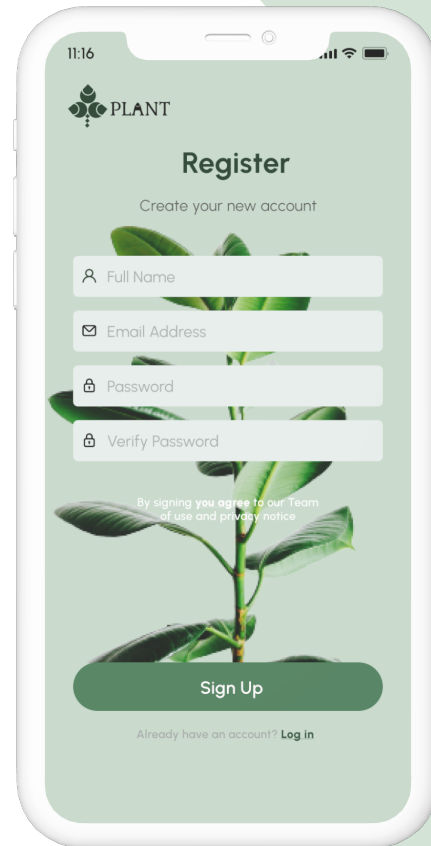 11:16
PLANT
Register
Create your new account
Full Name
Email Address
Password
Verify Password
By signing you agree to our Team
of use and privacy notice
Sign Up
Already have an account? Log in